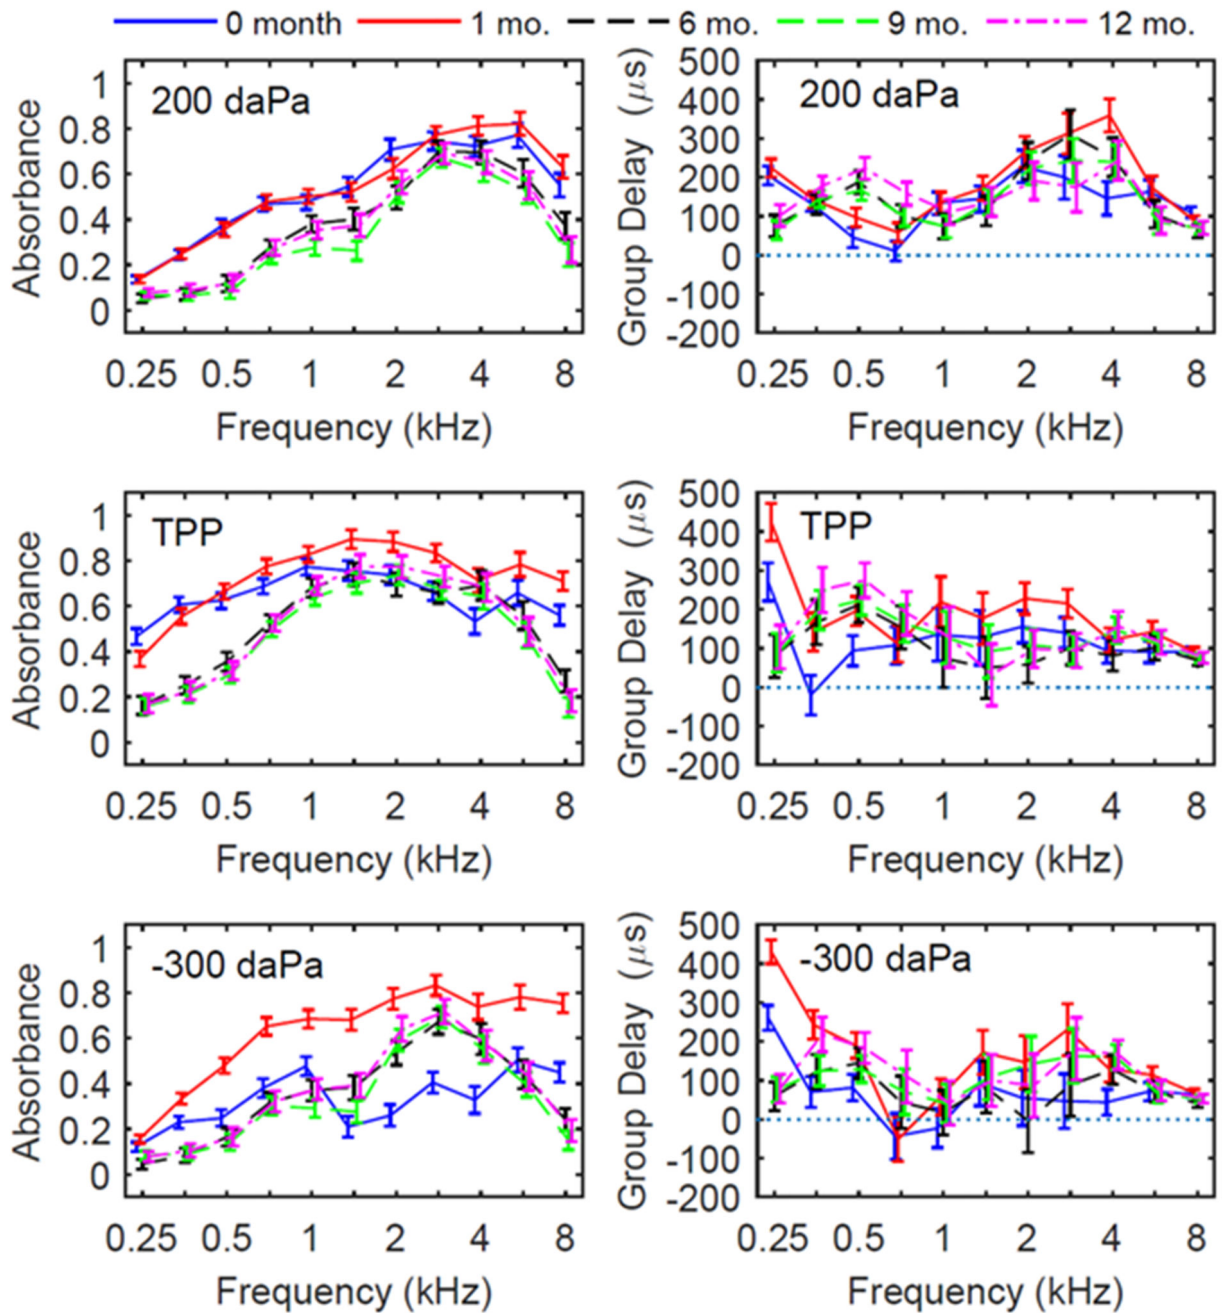 0 month 1 mo. 6 mo. 9 mo. 12 mo.
200 daPa
Absorbance
1
0.8
0.6
0.4
0.2
0
0.25 0.5 1 2 4 8
Frequency (kHz)
200 daPa
Group Delay (μs)
500
400
300
200
100
0
-100
-200
0.25 0.5 1 2 4 8
Frequency (kHz)
TPP
Absorbance
1
0.8
0.6
0.4
0.2
0
0.25 0.5 1 2 4 8
Frequency (kHz)
TPP
Group Delay (μs)
500
400
300
200
100
0
-100
-200
0.25 0.5 1 2 4 8
Frequency (kHz)
-300 daPa
Absorbance
1
0.8
0.6
0.4
0.2
0
0.25 0.5 1 2 4 8
Frequency (kHz)
-300 daPa
Group Delay (μs)
500
400
300
200
100
0
-100
-200
0.25 0.5 1 2 4 8
Frequency (kHz)